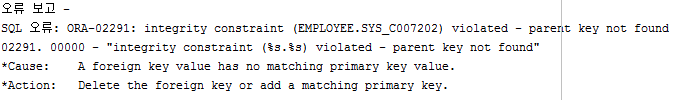 오류 보고 -
SQL 오류: ORA-02291: integrity constraint (EMPLOYEE.SYS_C007202) violated - parent key not found
02291. 00000 - "integrity constraint (%s.%s) violated - parent key not found"
*Cause: A foreign key value has no matching primary key value.
*Action: Delete the foreign key or add a matching primary key.